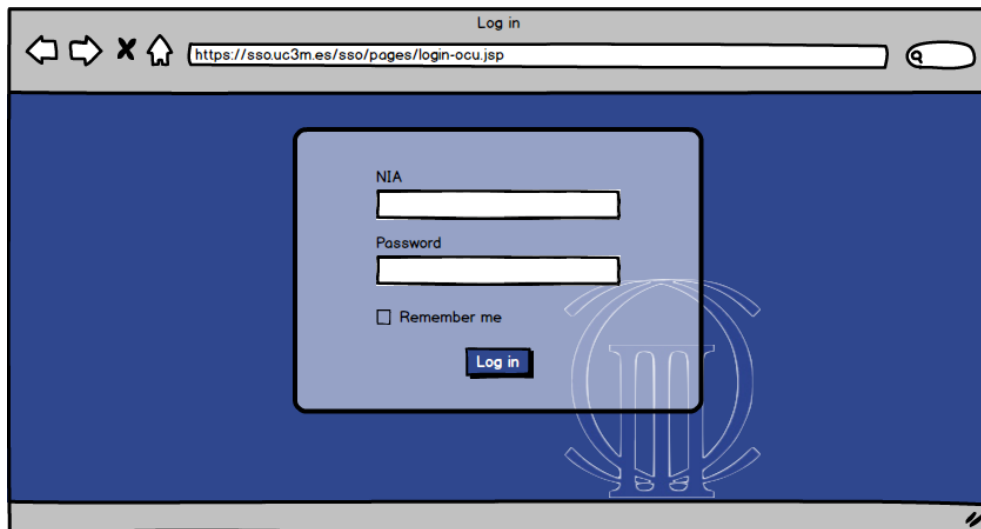 Log in
https://sso.uc3m.es/sso/pages/login-ocu.jsp
NIA
Password
Remember me
Log in